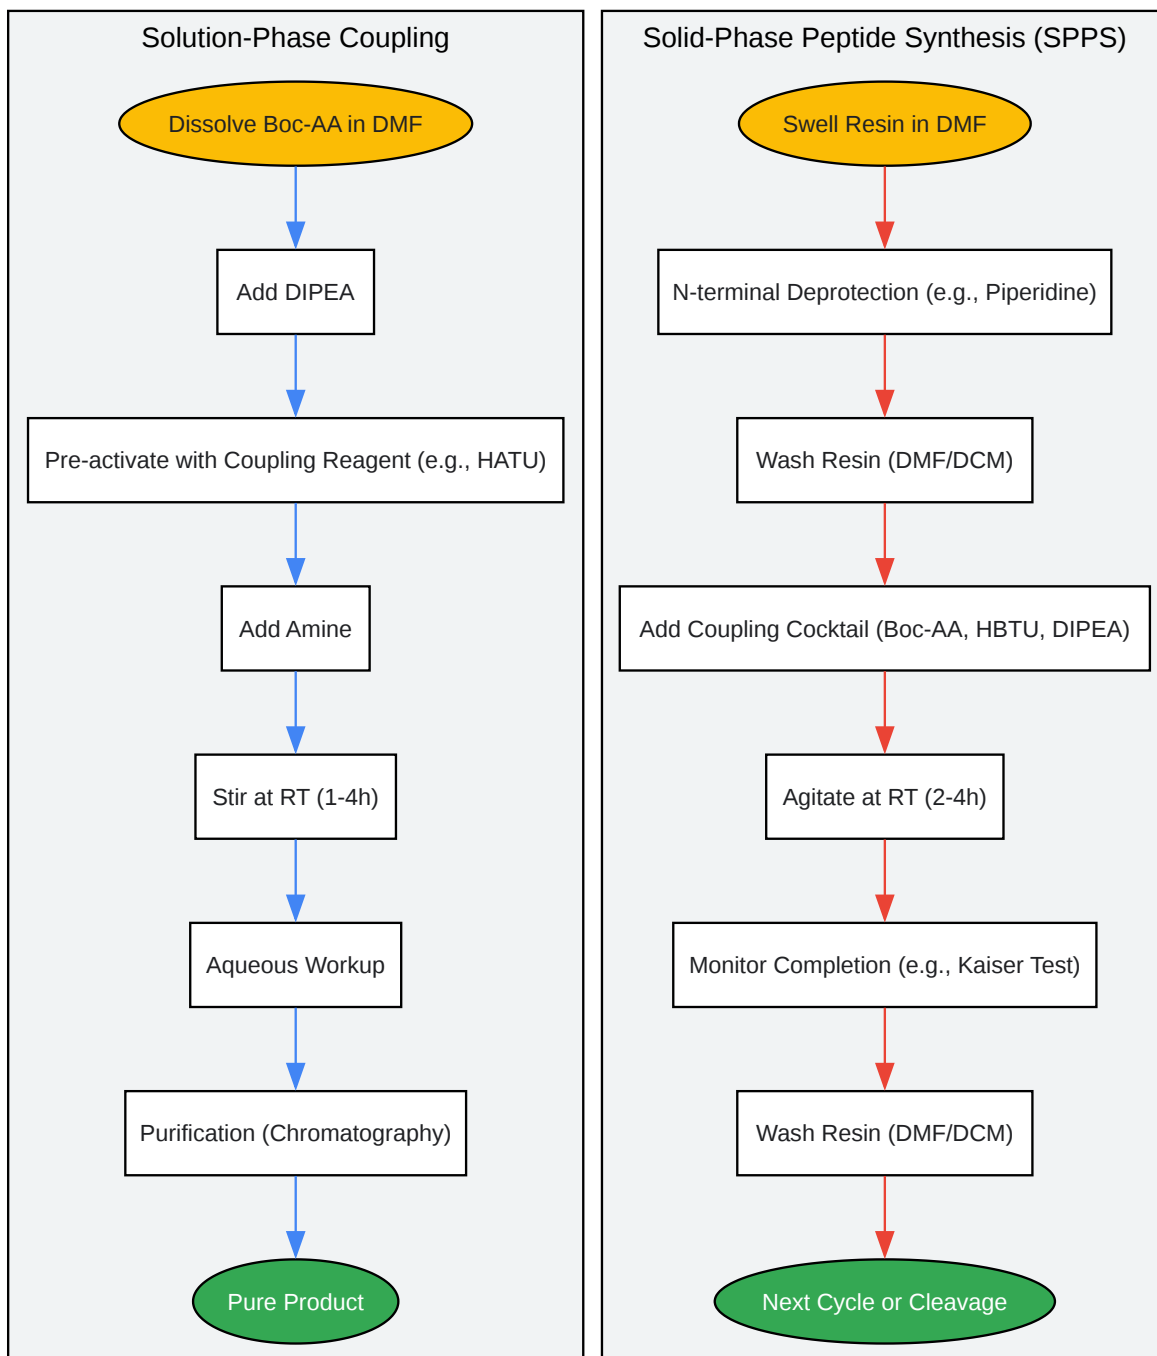 Solution-Phase Coupling
Dissolve Boc-AA in DMF
Add DIPEA
Pre-activate with Coupling Reagent (e.g., HATU)
Add Amine
Stir at RT (1-4h)
Aqueous Workup
Purification (Chromatography)
Pure Product
Solid-Phase Peptide Synthesis (SPPS)
Swell Resin in DMF
N-terminal Deprotection (e.g., Piperidine)
Wash Resin (DMF/DCM)
Add Coupling Cocktail (Boc-AA, HBTU, DIPEA)
Agitate at RT (2-4h)
Monitor Completion (e.g., Kaiser Test)
Wash Resin (DMF/DCM)
Next Cycle or Cleavage